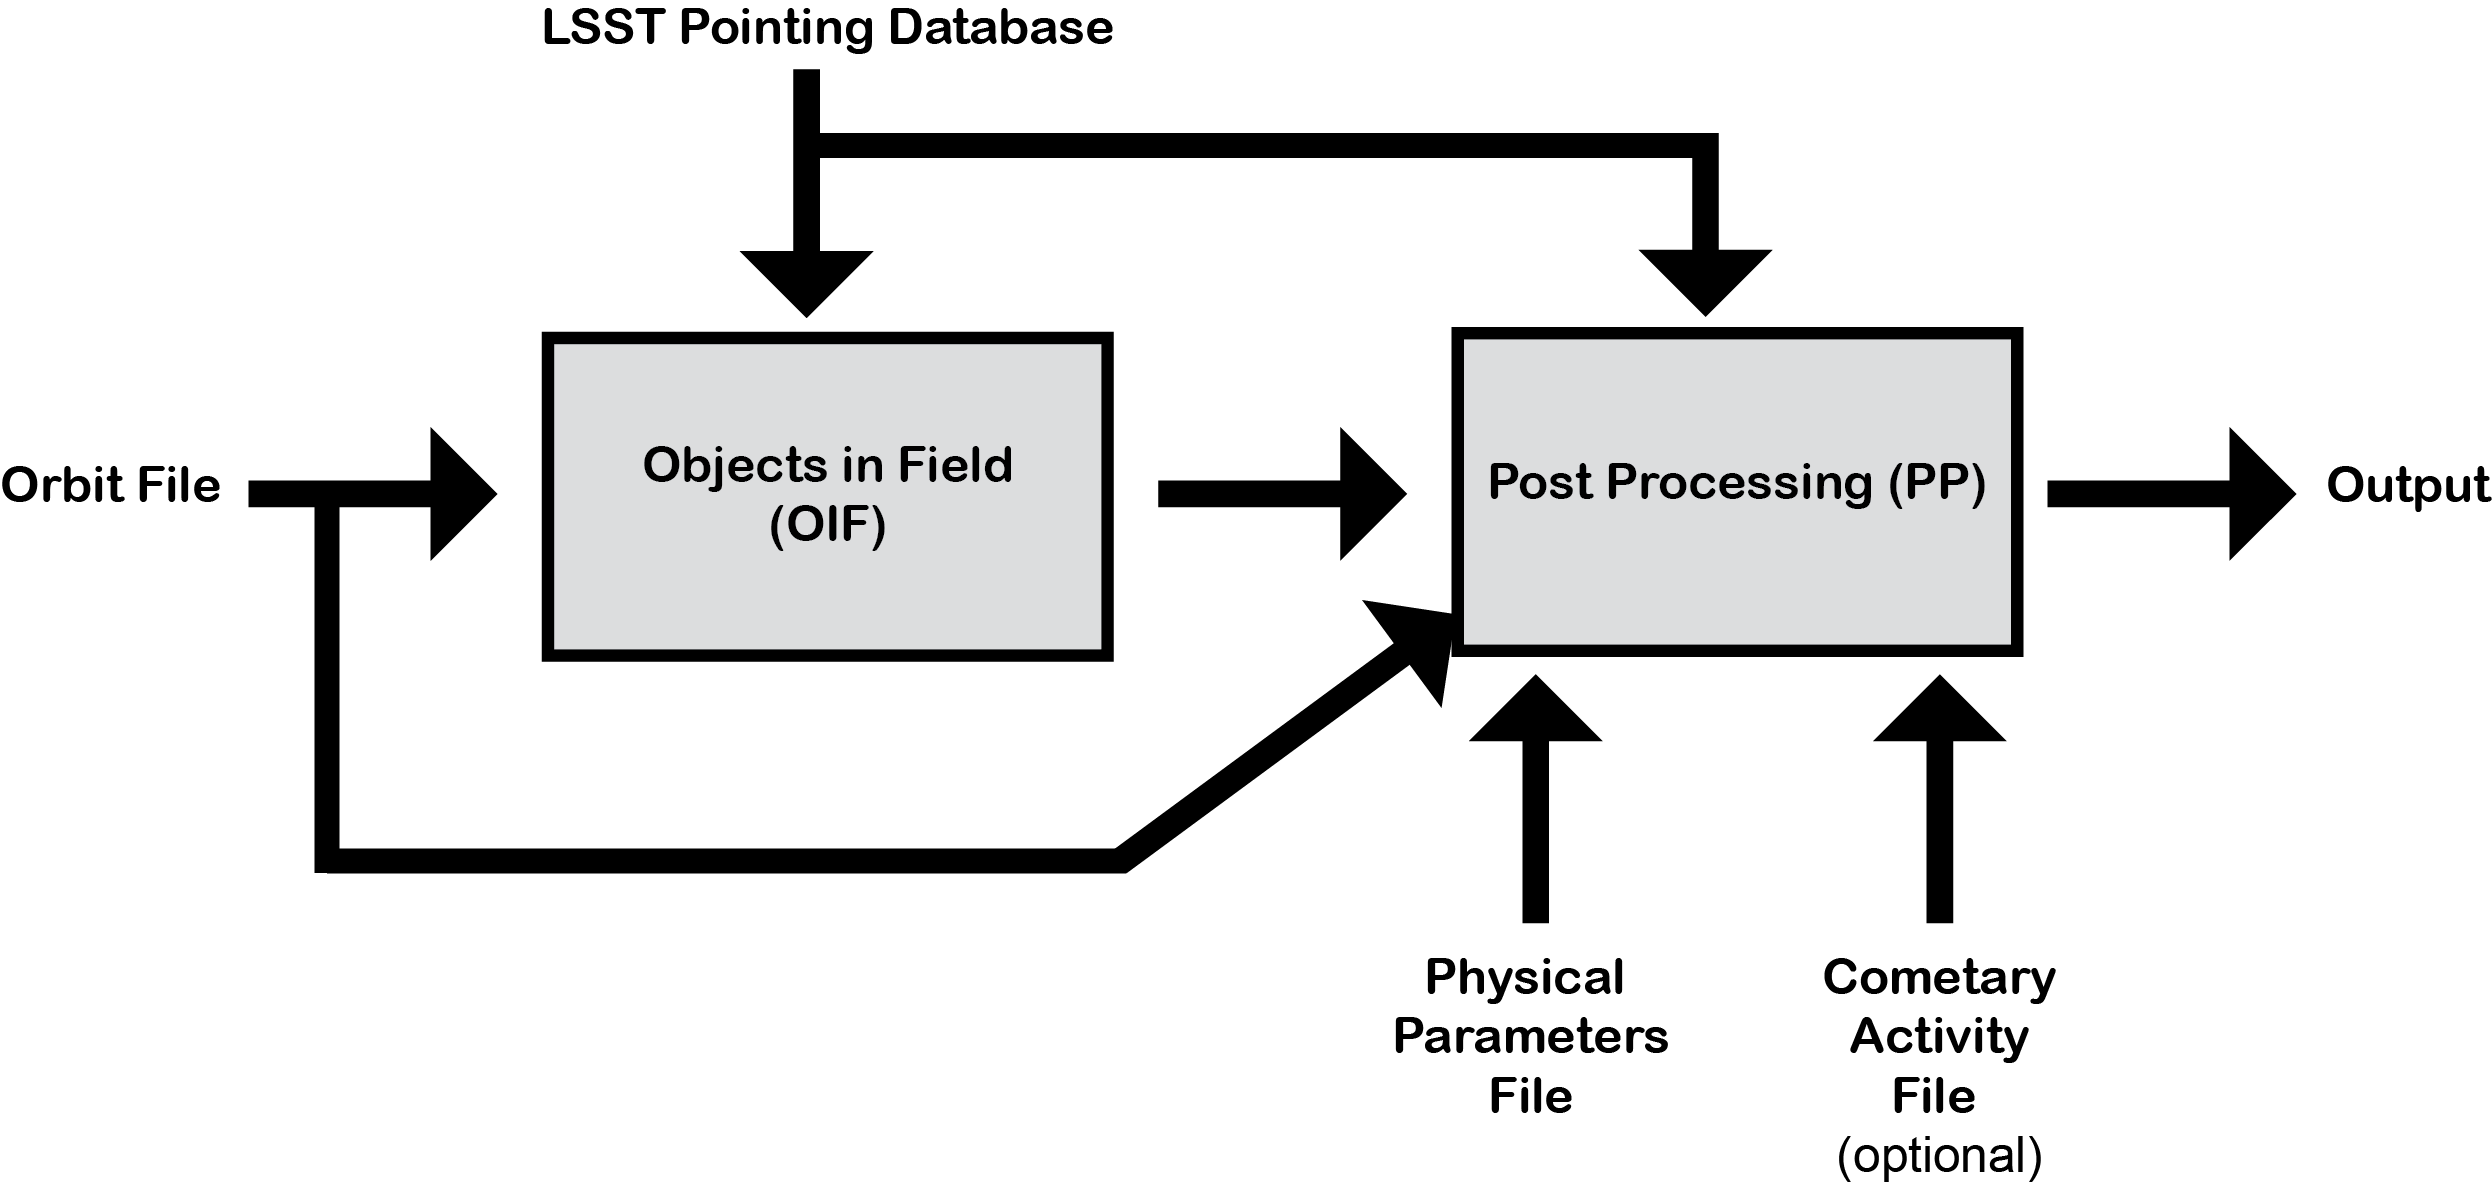 LSST Pointing Database
Orbit File
Objects in Field
(OIF)
Post Processing (PP)
Output
Physical
Parameters
File
Cometary
Activity
File
(optional)